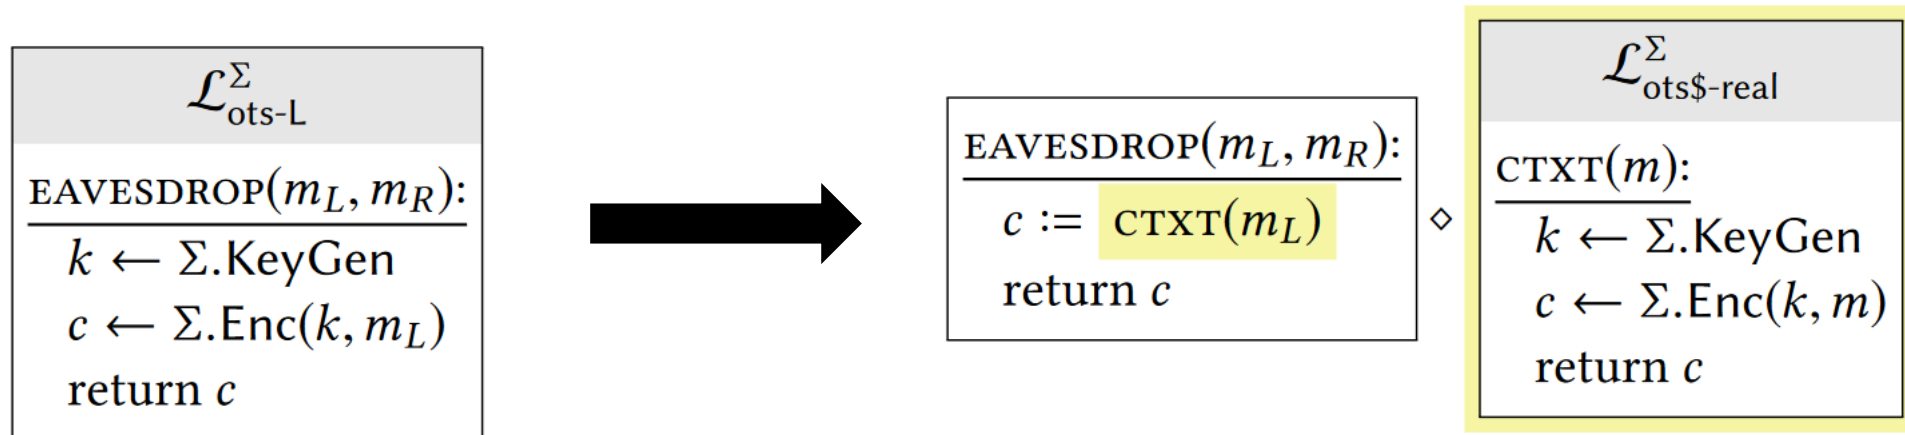 𝓛^Σ_ots-L
EAVESDROP(m_L, m_R):
k ← Σ.KeyGen
c ← Σ.Enc(k, m_L)
return c
EAVESDROP(m_L, m_R):
c := CTXT(m_L)
return c
⋄
𝓛^Σ_ots$-real
CTXT(m):
k ← Σ.KeyGen
c ← Σ.Enc(k, m)
return c